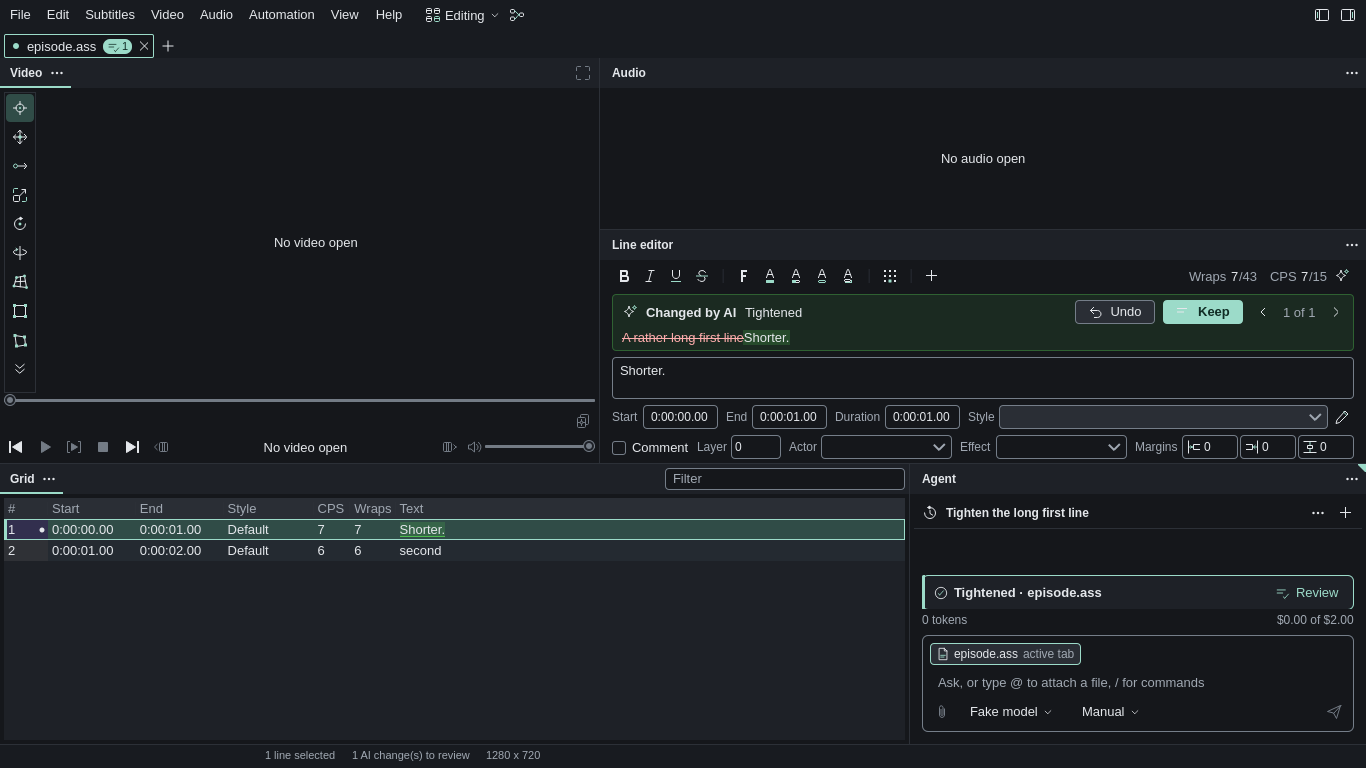 File Edit Subtitles Video Audio Automation View Help Editing
episode.ass 1
Video
Audio
No video open
No audio open
Line editor
B I U S F A A A A Wraps 7/43 CPS 7/15
Changed by AI Tightened Undo Keep 1 of 1
A rather long first lineShorter.
Shorter.
Start 0:00:00.00 End 0:00:01.00 Duration 0:00:01.00 Style
No video open
Comment Layer 0 Actor Effect Margins 0 0 0
Grid Filter
# Start End Style CPS Wraps Text
1 0:00:00.00 0:00:01.00 Default 7 7 Shorter.
2 0:00:01.00 0:00:02.00 Default 6 6 second
Agent
Tighten the long first line
Tightened · episode.ass Review
0 tokens $0.00 of $2.00
episode.ass active tab
Ask, or type @ to attach a file, / for commands
Fake model Manual
1 line selected 1 AI change(s) to review 1280 x 720